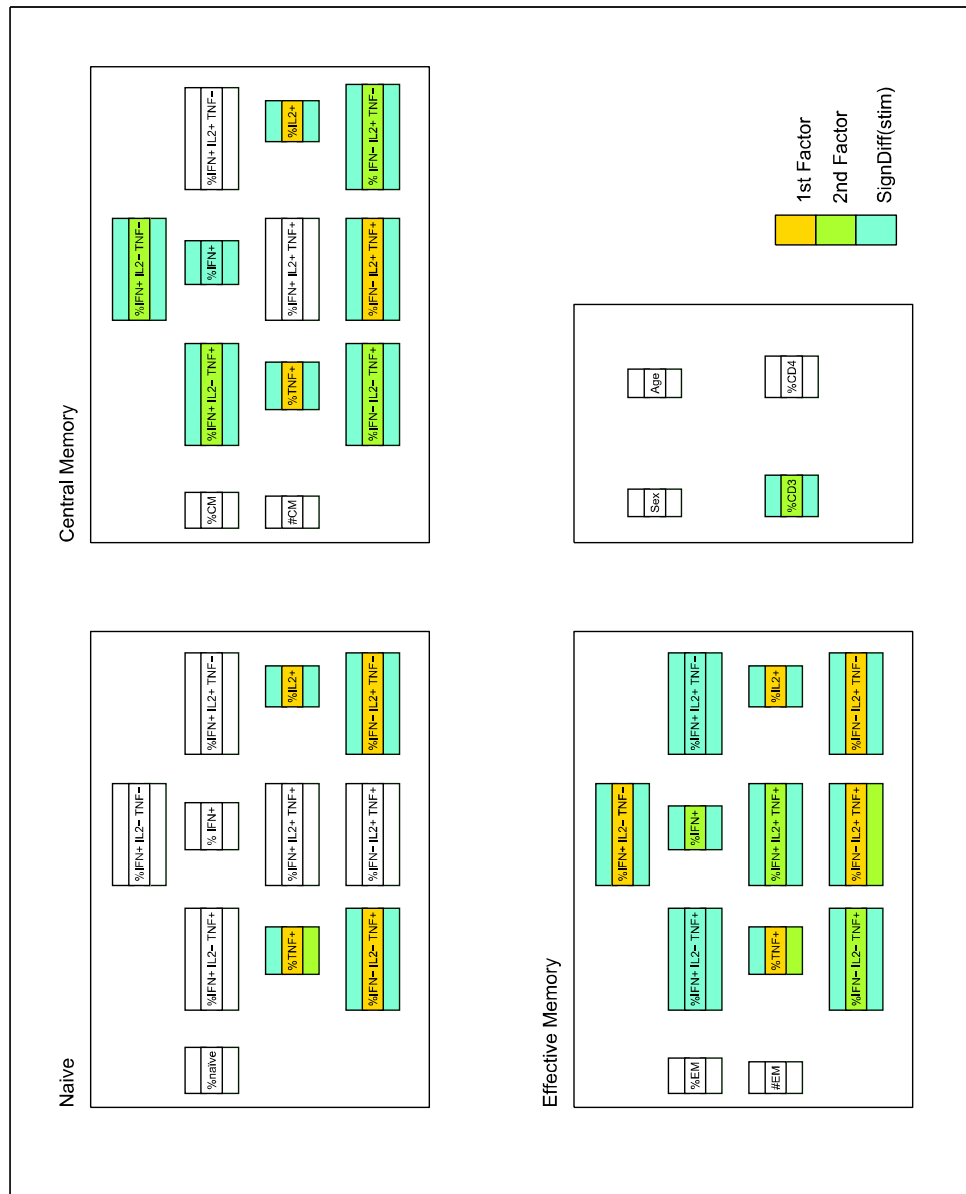 Naive
%IFN+ IL2− TNF−
%naïve
%IFN+ IL2− TNF+
% IFN+
%IFN+ IL2+ TNF−
%TNF+
%IFN+ IL2+ TNF+
%IL2+
%IFN− IL2− TNF+
%IFN− IL2+ TNF+
%IFN− IL2+ TNF−
Central Memory
%IFN+ IL2− TNF−
%CM
%IFN+ IL2− TNF+
%IFN+
%IFN+ IL2+ TNF−
#CM
%TNF+
%IFN+ IL2+ TNF+
%IL2+
%IFN− IL2− TNF+
%IFN− IL2+ TNF+
% IFN− IL2+ TNF−
Effective Memory
%IFN+ IL2− TNF−
%EM
%IFN+ IL2− TNF+
%IFN+
%IFN+ IL2+ TNF−
#EM
%TNF+
%IFN+ IL2+ TNF+
%IL2+
%IFN− IL2− TNF+
%IFN− IL2+ TNF+
%IFN− IL2+ TNF−
Sex
Age
%CD3
%CD4
1st Factor
2nd Factor
SignDiff(stim)